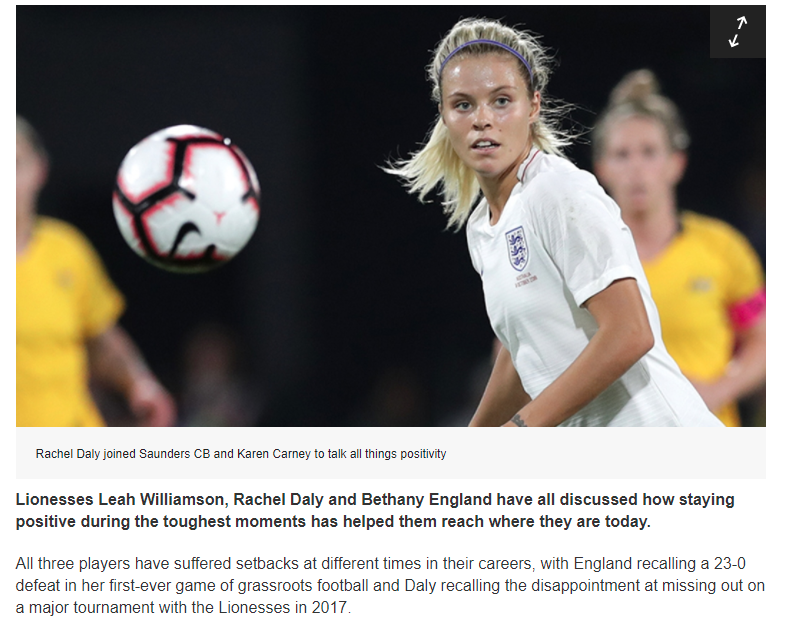 Rachel Daly joined Saunders CB and Karen Carney to talk all things positivity
Lionesses Leah Williamson, Rachel Daly and Bethany England have all discussed how staying
positive during the toughest moments has helped them reach where they are today.
All three players have suffered setbacks at different times in their careers, with England recalling a 23-0
defeat in her first-ever game of grassroots football and Daly recalling the disappointment at missing out on
a major tournament with the Lionesses in 2017.